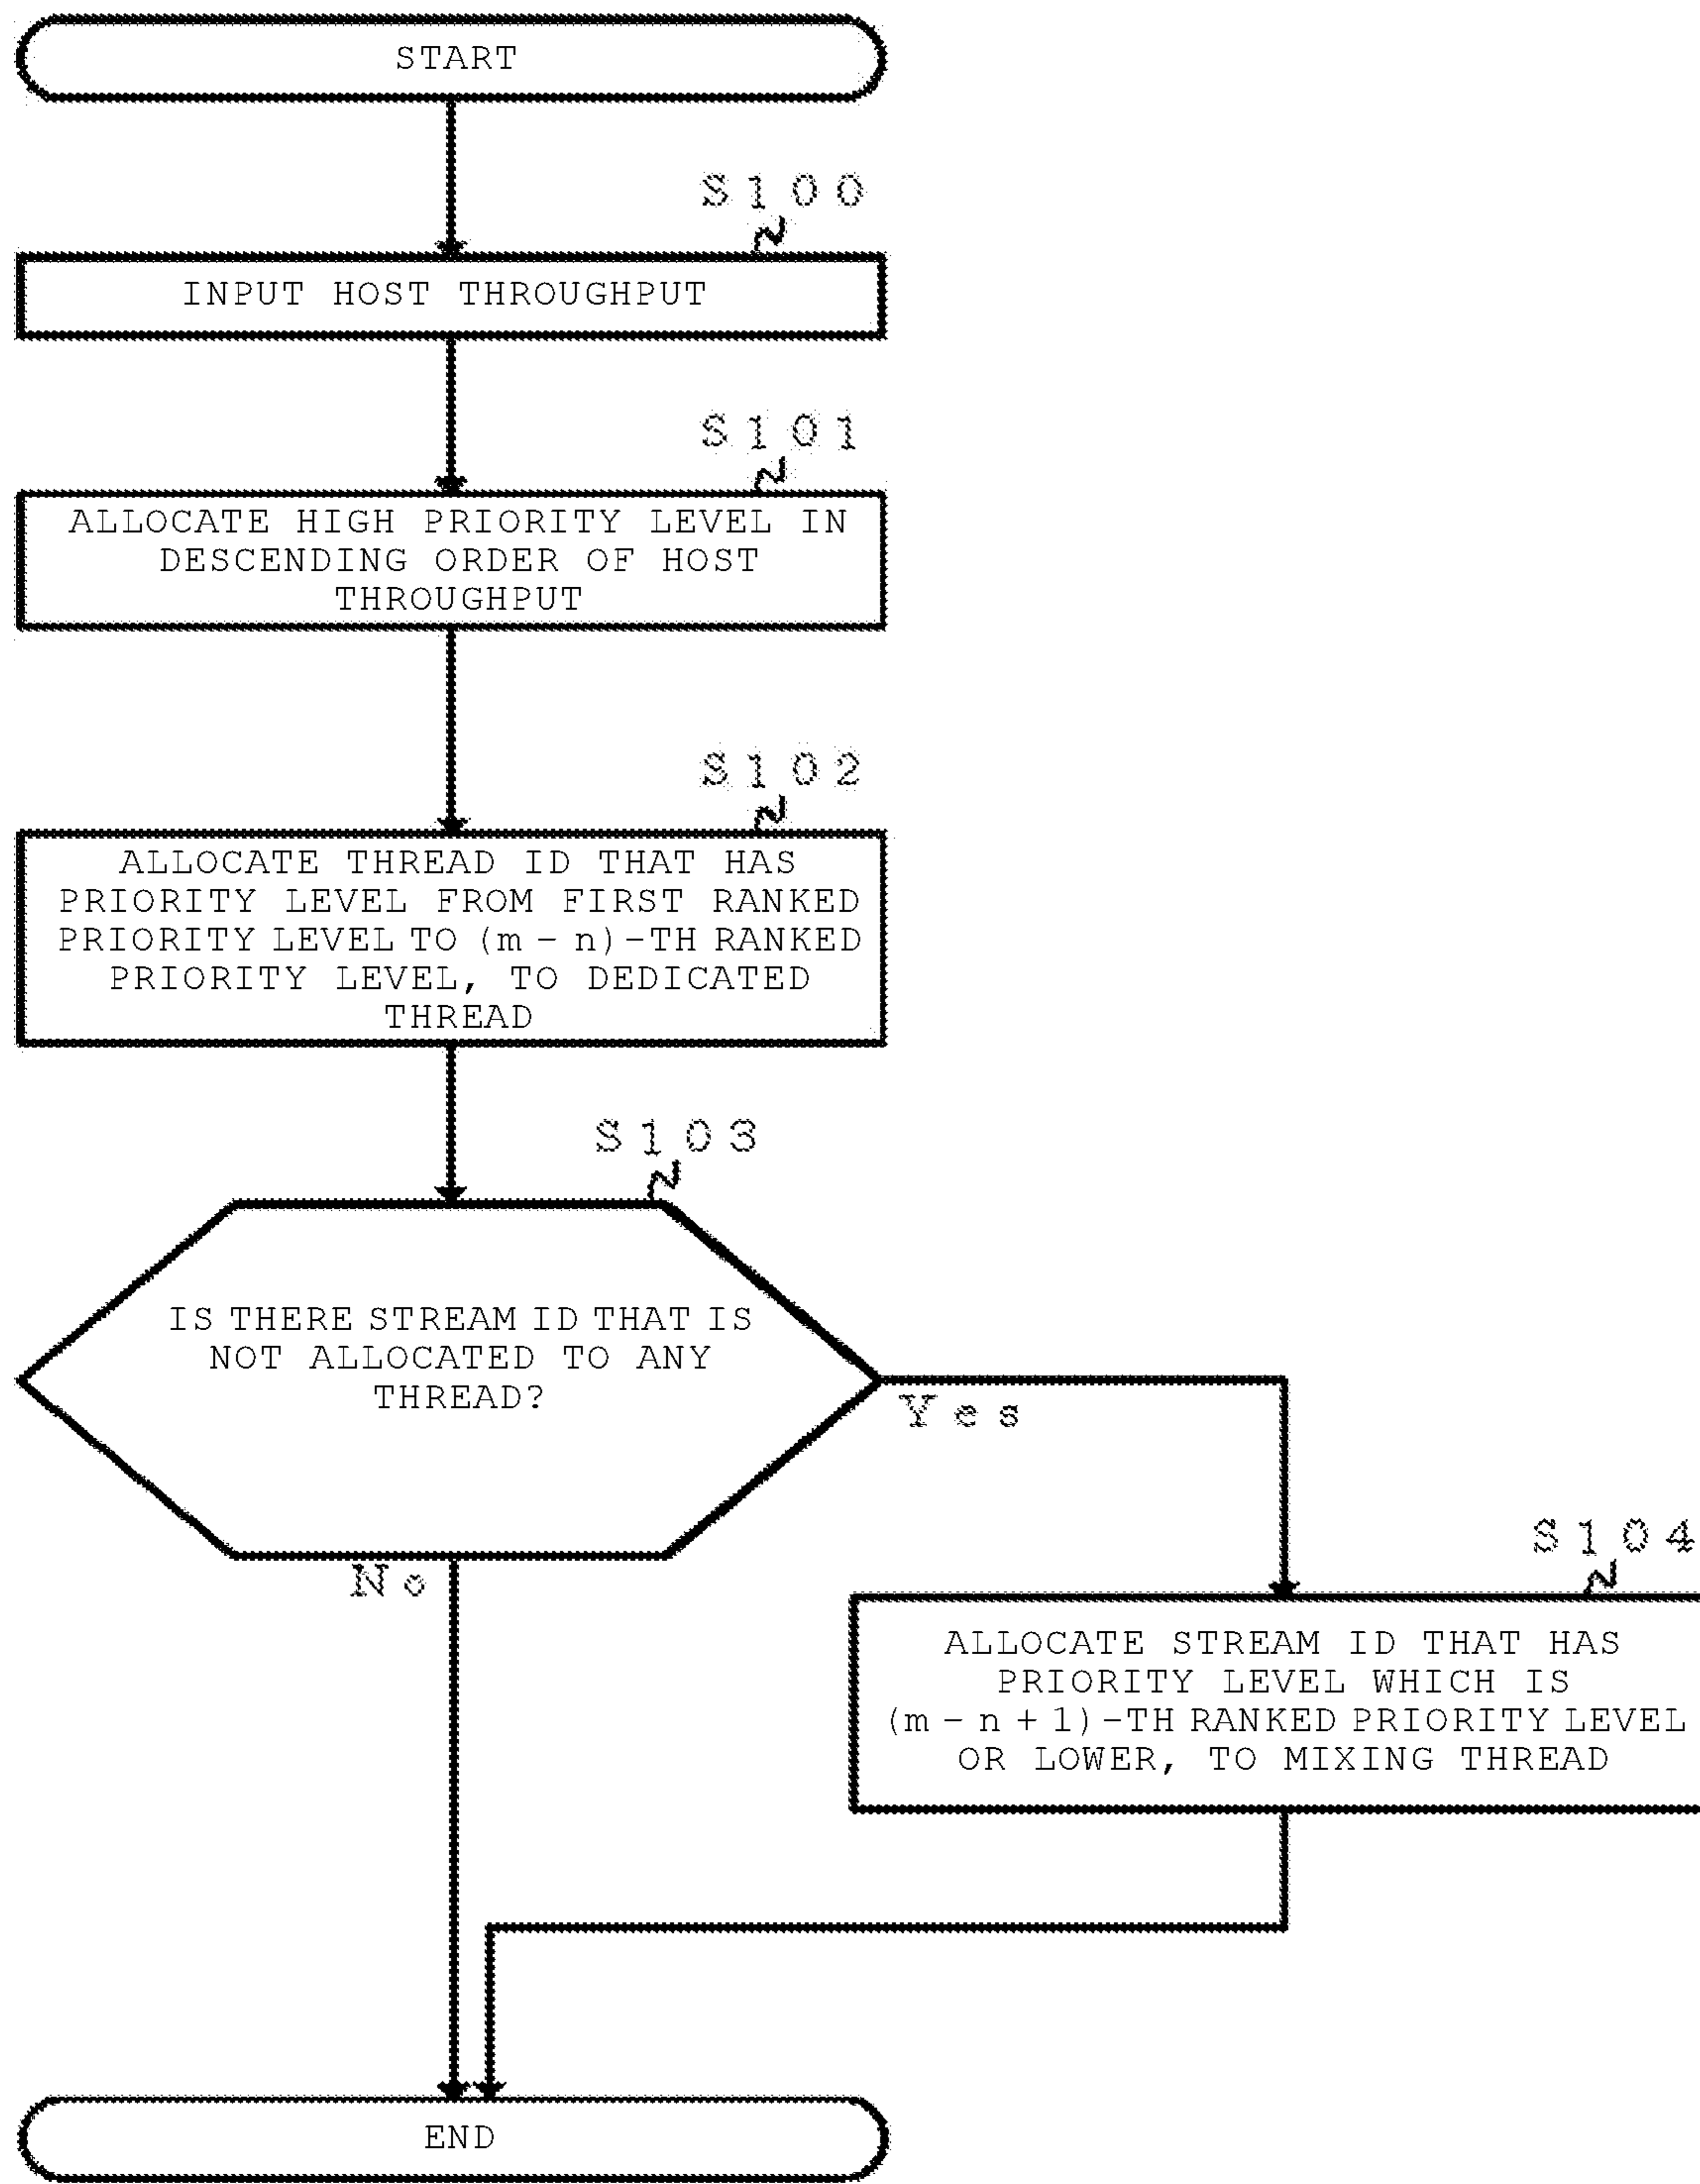 START
S100
INPUT HOST THROUGHPUT
S101
ALLOCATE HIGH PRIORITY LEVEL IN
DESCENDING ORDER OF HOST
THROUGHPUT
S102
ALLOCATE THREAD ID THAT HAS
PRIORITY LEVEL FROM FIRST RANKED
PRIORITY LEVEL TO (m – n)-TH RANKED
PRIORITY LEVEL, TO DEDICATED
THREAD
S103
IS THERE STREAM ID THAT IS
NOT ALLOCATED TO ANY
THREAD?
Yes
No
S104
ALLOCATE STREAM ID THAT HAS
PRIORITY LEVEL WHICH IS
(m – n + 1)-TH RANKED PRIORITY LEVEL
OR LOWER, TO MIXING THREAD
END